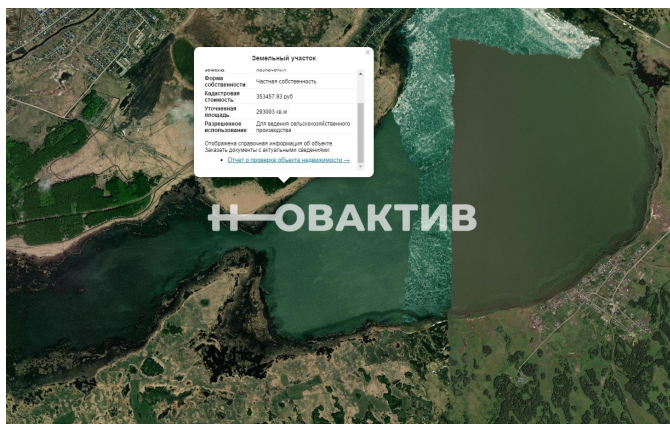 Земельный участок
Форма собственности: Частная собственность
Кадастровая стоимость: 353457.93 руб
Уточненная площадь: 293003 кв.м
Разрешенное использование: Для ведения сельскохозяйственного производства
Отображена справочная информация об объекте.
Заказать документы с актуальными сведениями:
Отчет о проверке объекта недвижимости →
Н—ОВАКТИВ